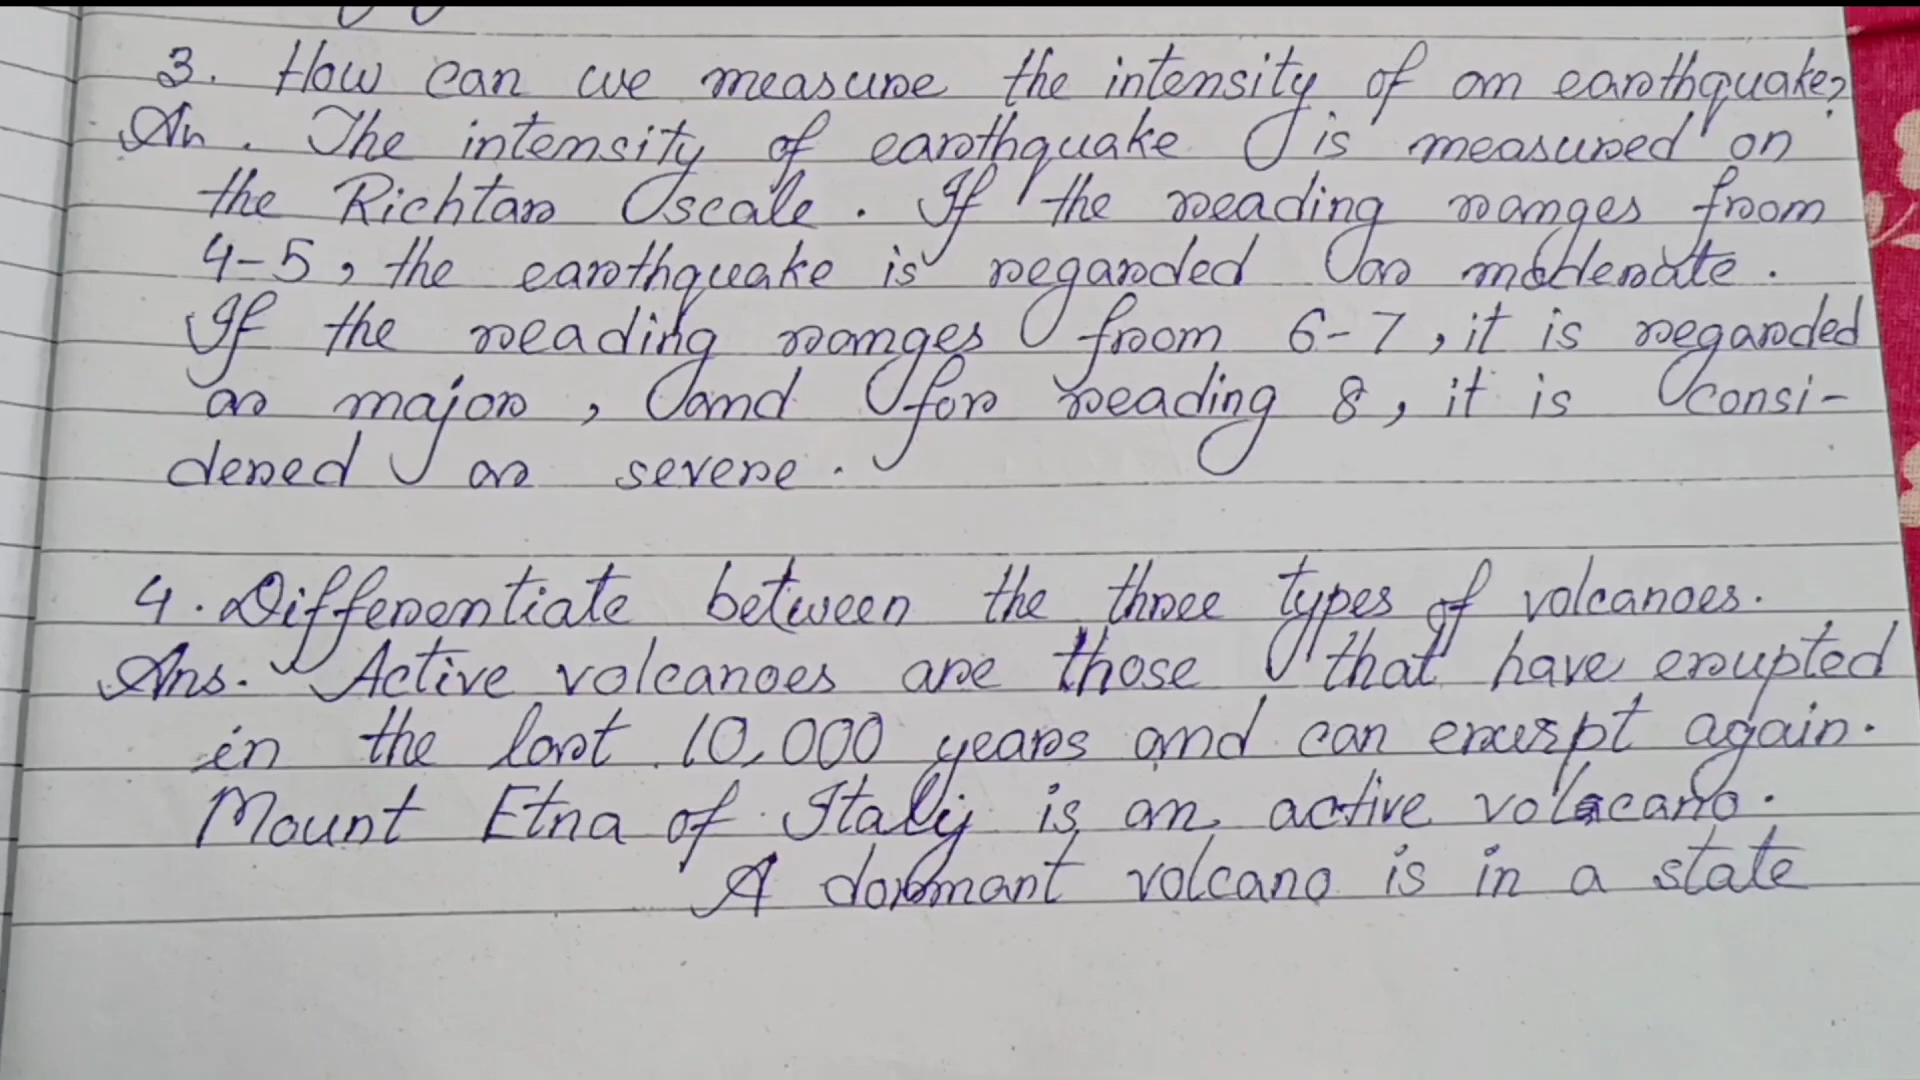 3. How can we measure the intensity of an earthquake?
An. The intensity of earthquake is measured on
the Richtar scale. If the reading ranges from
4-5, the earthquake is regarded as moderate.
If the reading ranges from 6-7, it is regarded
as major, and for reading 8, it is consi-
dered as severe.
4. Differentiate between the three types of volcanoes.
Ans. Active volcanoes are those that have erupted
in the last 10,000 years and can again.
Mount Etna of Italy is an active volcano.
A dormant volcano is in a state